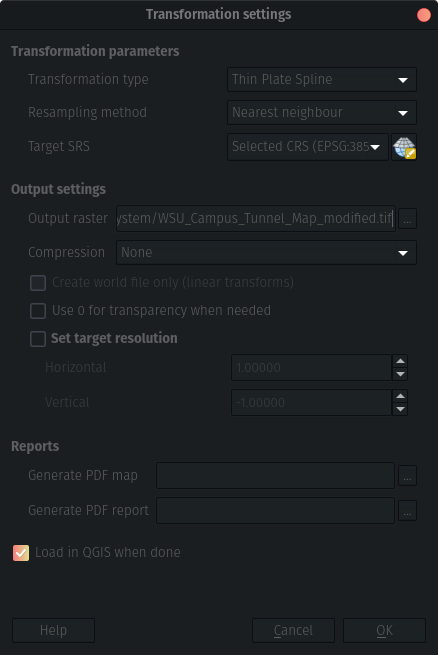 Transformation settings
Transformation parameters
Transformation type Thin Plate Spline
Resampling method Nearest neighbour
Target SRS Selected CRS (EPSG:385
Output settings
Output raster ystem/WSU_Campus_Tunnel_Map_modified.tif ...
Compression None
Create world file only (linear transforms)
Use 0 for transparency when needed
Set target resolution
Horizontal 1.00000
Vertical -1.00000
Reports
Generate PDF map ...
Generate PDF report ...
Load in QGIS when done
Help Cancel OK